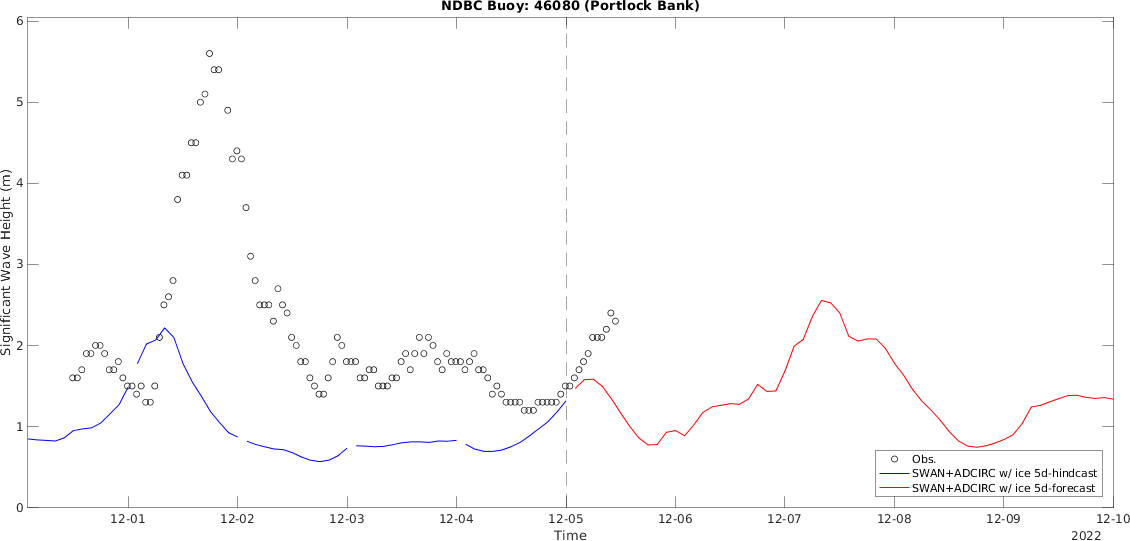 NDBC Buoy: 46080 (Portlock Bank)
6
5
4
3
2
1
0
Significant Wave Height (m)
Obs.
SWAN+ADCIRC w/ ice 5d-hindcast
SWAN+ADCIRC w/ ice 5d-forecast
12-01 12-02 12-03 12-04 12-05 12-06 12-07 12-08 12-09 12-10
Time
2022